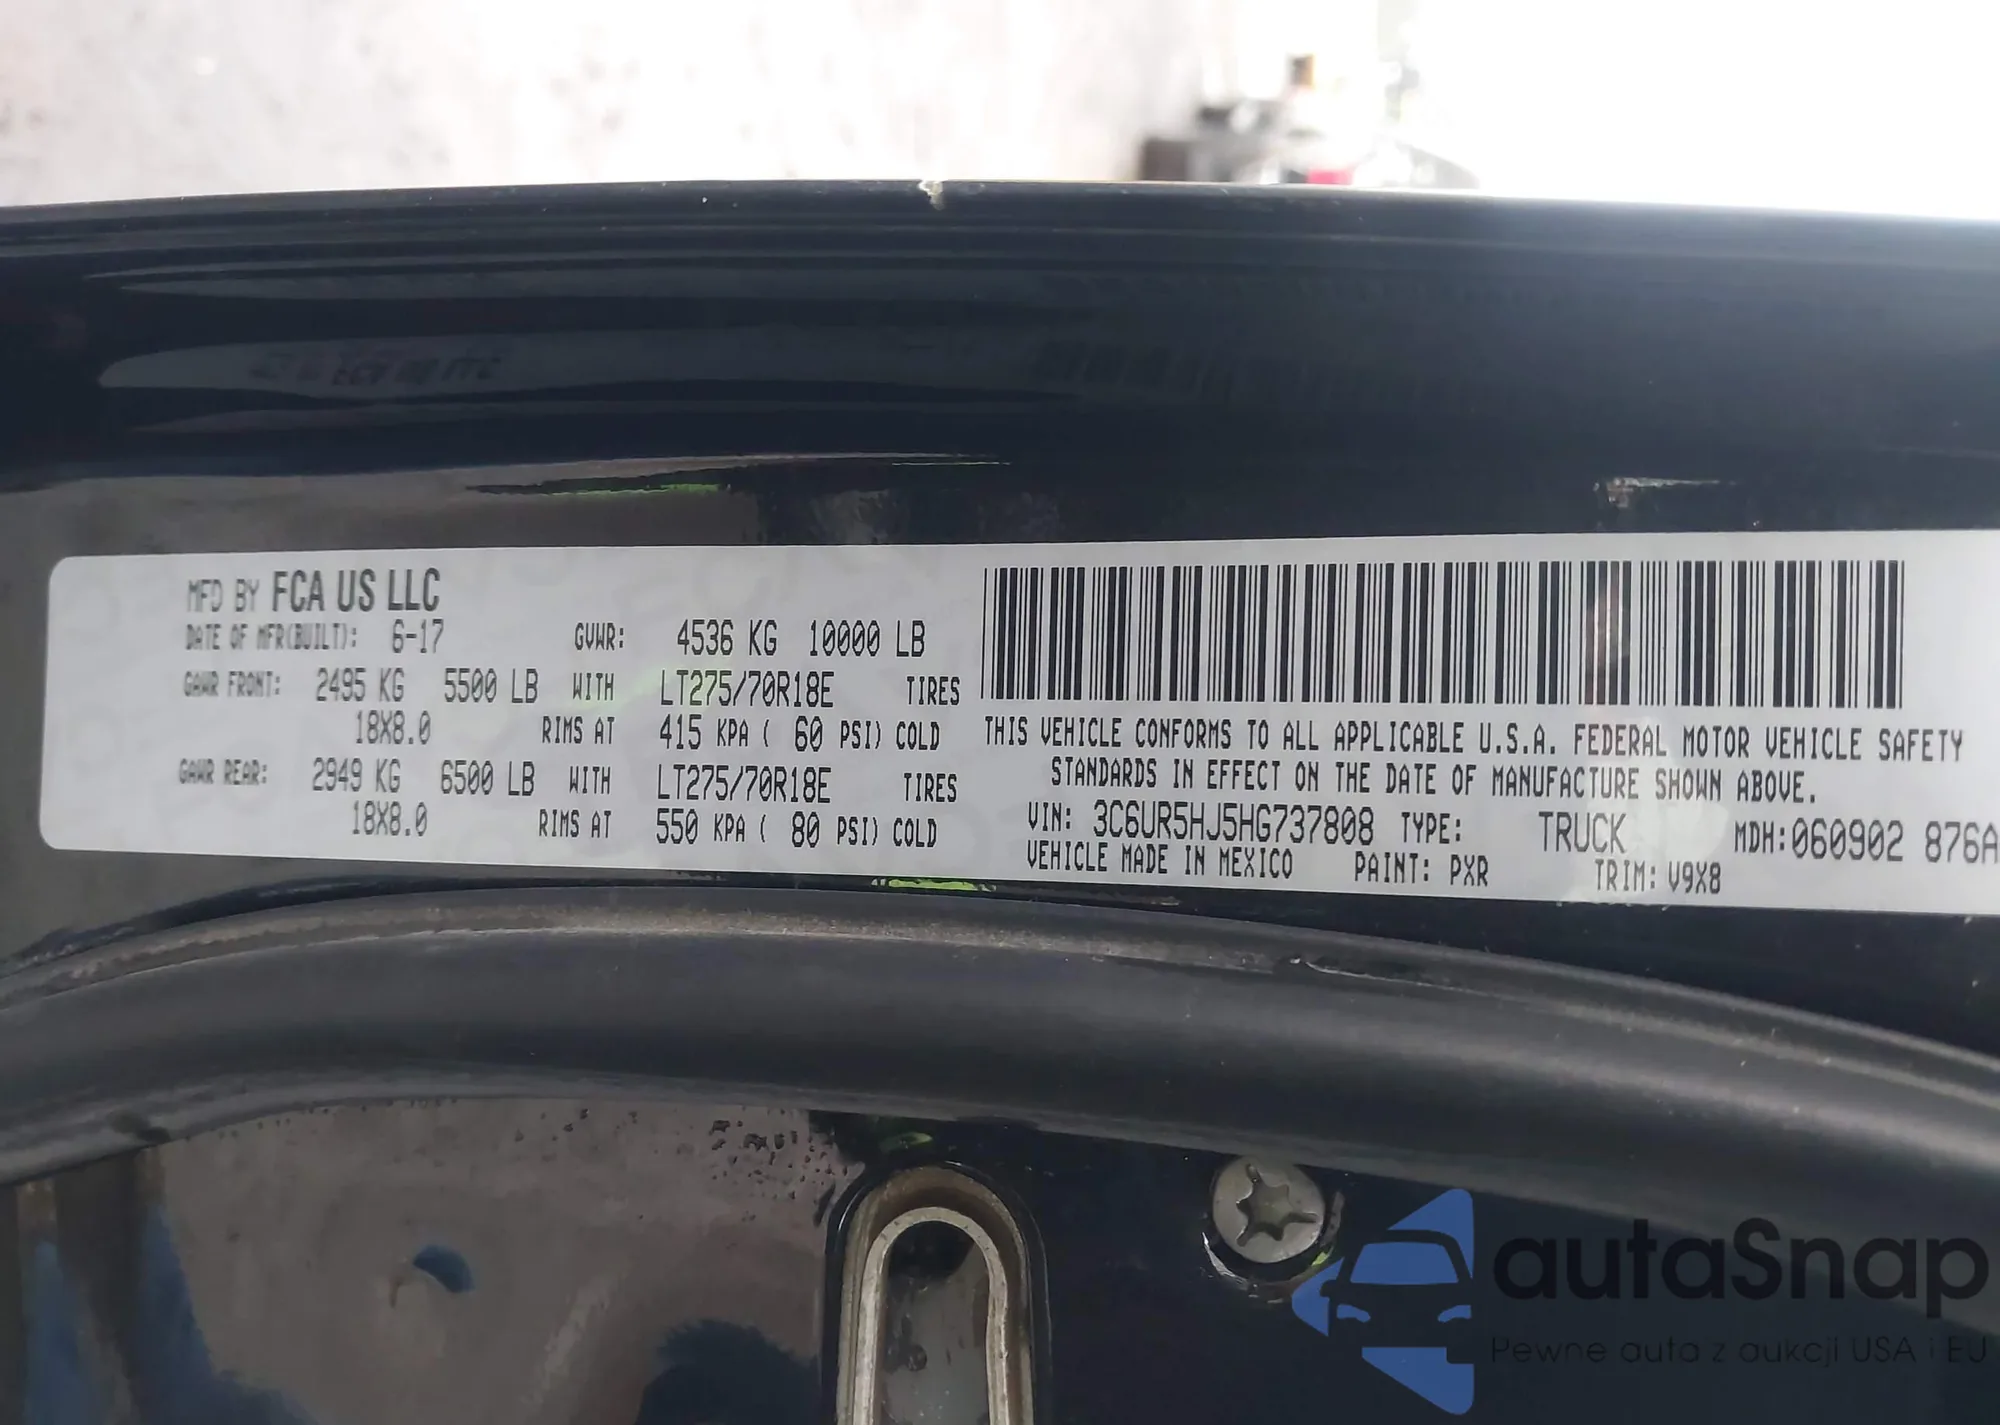 MFD BY FCA US LLC
DATE OF MFR(BUILT): 6-17 GVWR: 4536 KG 10000 LB
GAWR FRONT: 2495 KG 5500 LB WITH LT275/70R18E TIRES
18X8.0 RIMS AT 415 KPA ( 60 PSI) COLD
GAWR REAR: 2949 KG 6500 LB WITH LT275/70R18E TIRES
18X8.0 RIMS AT 550 KPA ( 80 PSI) COLD
THIS VEHICLE CONFORMS TO ALL APPLICABLE U.S.A. FEDERAL MOTOR VEHICLE SAFETY
STANDARDS IN EFFECT ON THE DATE OF MANUFACTURE SHOWN ABOVE.
VIN: 3C6UR5HJ5HG737808 TYPE: TRUCK MDH:060902 876A
VEHICLE MADE IN MEXICO PAINT: PXR TRIM: V9X8
autaSnap
Pewne auta z aukcji USA i EU